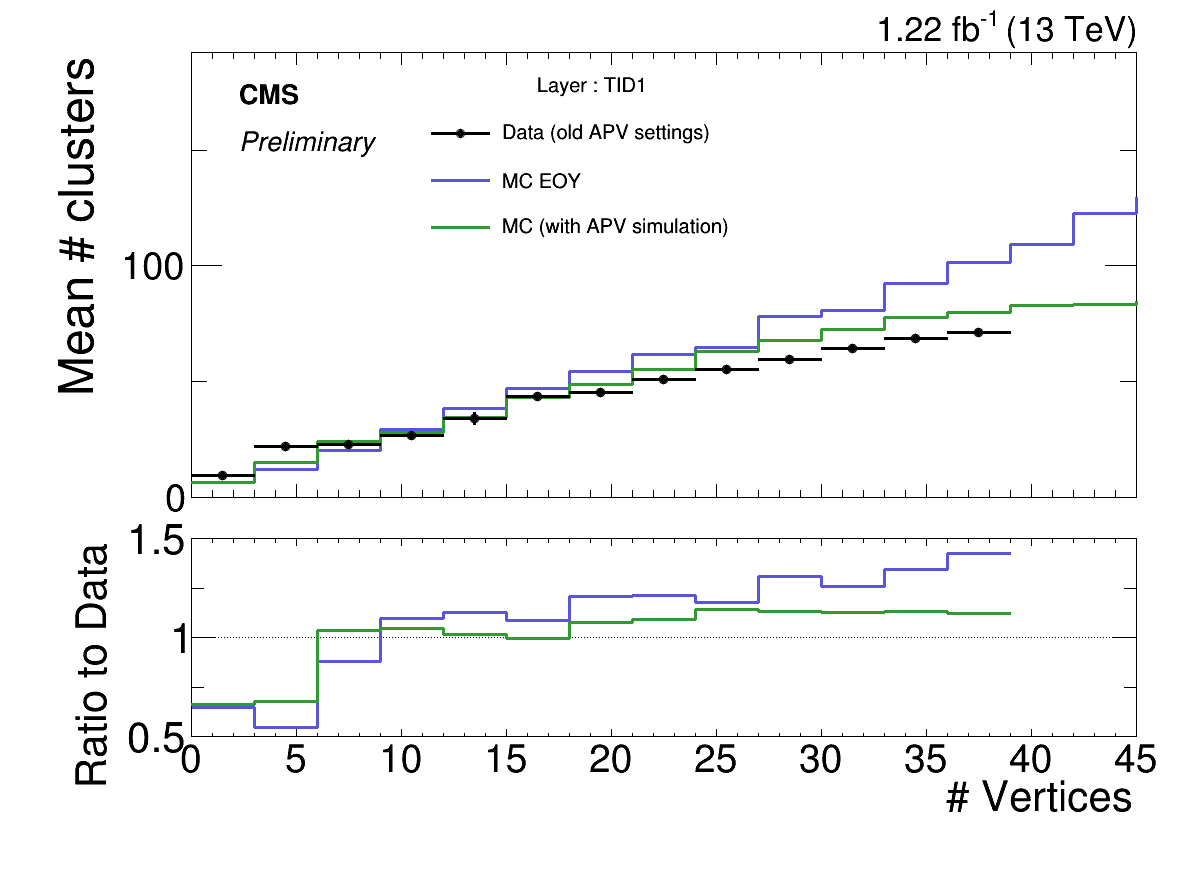 1.22 fb-1 (13 TeV)
Mean # clusters
CMS
Preliminary
Layer : TID1
Data (old APV settings)
MC EOY
MC (with APV simulation)
100
0
Ratio to Data
1.5
1
0.5
0 5 10 15 20 25 30 35 40 45
# Vertices